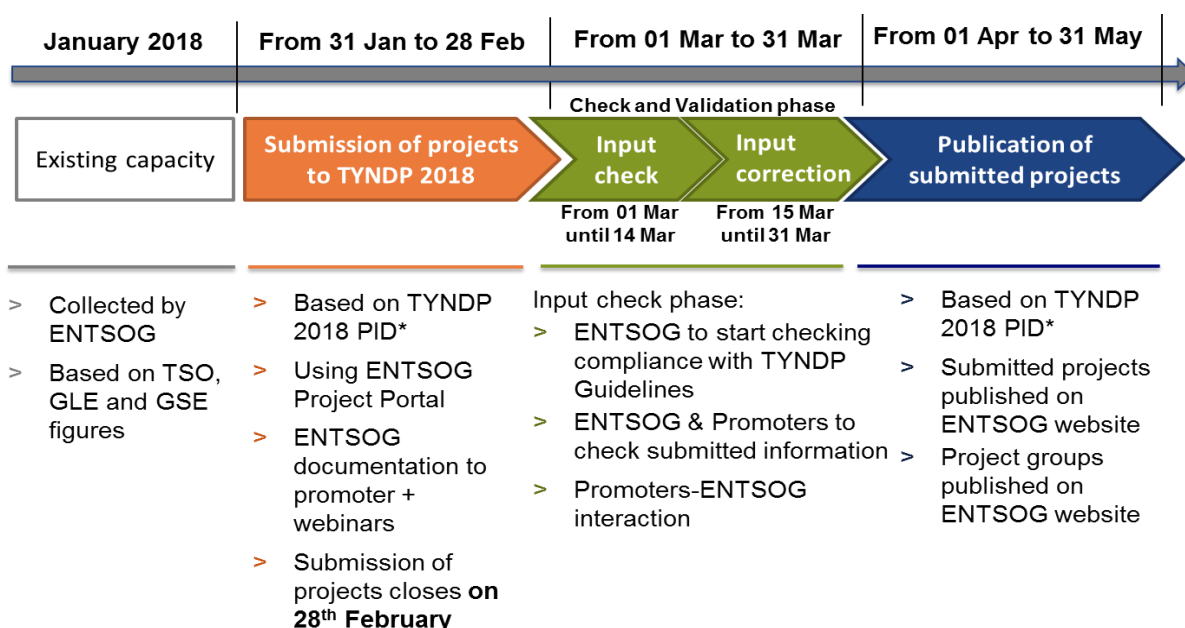 January 2018
From 31 Jan to 28 Feb
From 01 Mar to 31 Mar
From 01 Apr to 31 May
Check and Validation phase
Existing capacity
Submission of projects
to TYNDP 2018
Input
check
Input
correction
Publication of
submitted projects
From 01 Mar
until 14 Mar
From 15 Mar
until 31 Mar
> Collected by
ENTSOG
> Based on TSO,
GLE and GSE
figures
> Based on TYNDP
2018 PID*
> Using ENTSOG
Project Portal
> ENTSOG
documentation to
promoter +
webinars
> Submission of
projects closes on
28th February
Input check phase:
> ENTSOG to start checking
compliance with TYNDP
Guidelines
> ENTSOG & Promoters to
check submitted information
> Promoters-ENTSOG
interaction
> Based on TYNDP
2018 PID*
> Submitted projects
published on
ENTSOG website
> Project groups
published on
ENTSOG website